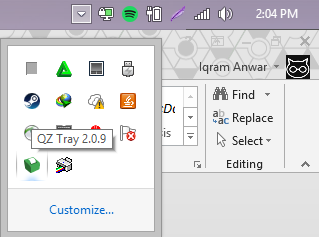 2:04 PM
Iqram Anwar
Find
Replace
Select
Editing
QZ Tray 2.0.9
Customize...